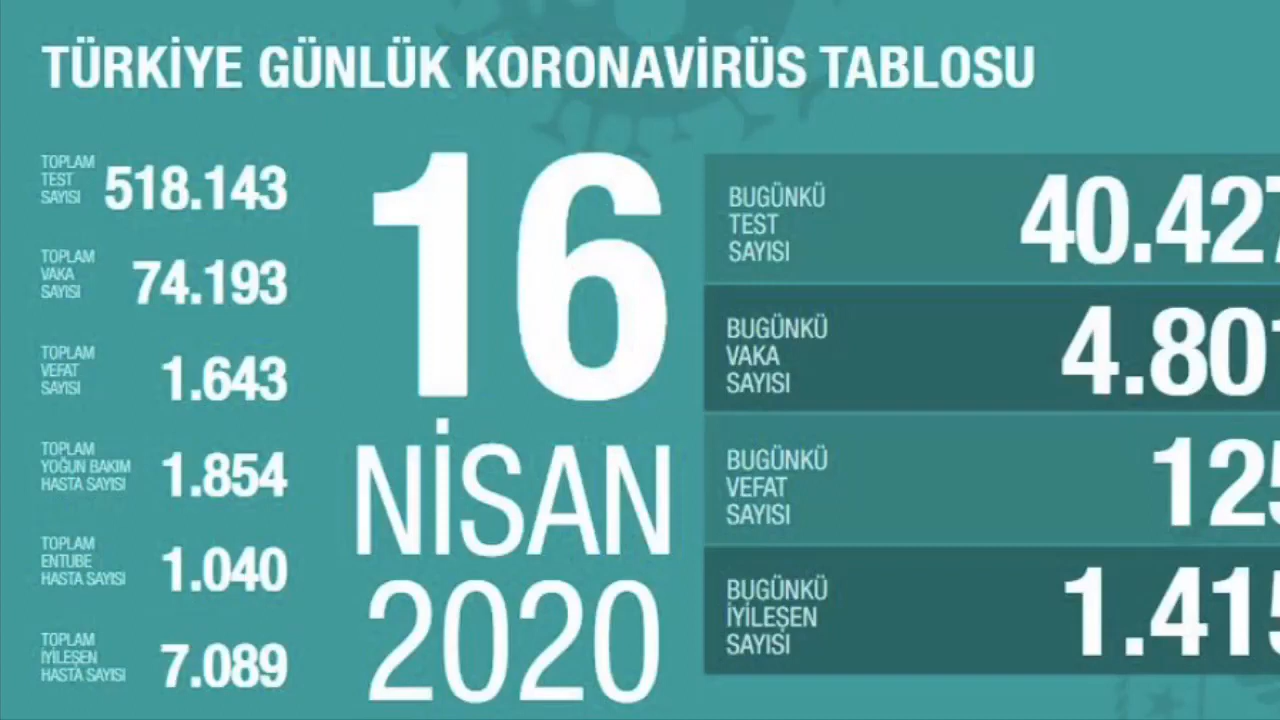 TÜRKİYE GÜNLÜK KORONAVİRÜS TABLOSU
TOPLAM
TEST
SAYISI
518.143
TOPLAM
VAKA
SAYISI
74.193
TOPLAM
VEFAT
SAYISI
1.643
TOPLAM
YOĞUN BAKIM
HASTA SAYISI
1.854
TOPLAM
ENTUBE
HASTA SAYISI
1.040
TOPLAM
İYİLEŞEN
HASTA SAYISI
7.089
16
NİSAN
2020
BUGÜNKÜ
TEST
SAYISI
40.427
BUGÜNKÜ
VAKA
SAYISI
4.801
BUGÜNKÜ
VEFAT
SAYISI
125
BUGÜNKÜ
İYİLEŞEN
SAYISI
1.415